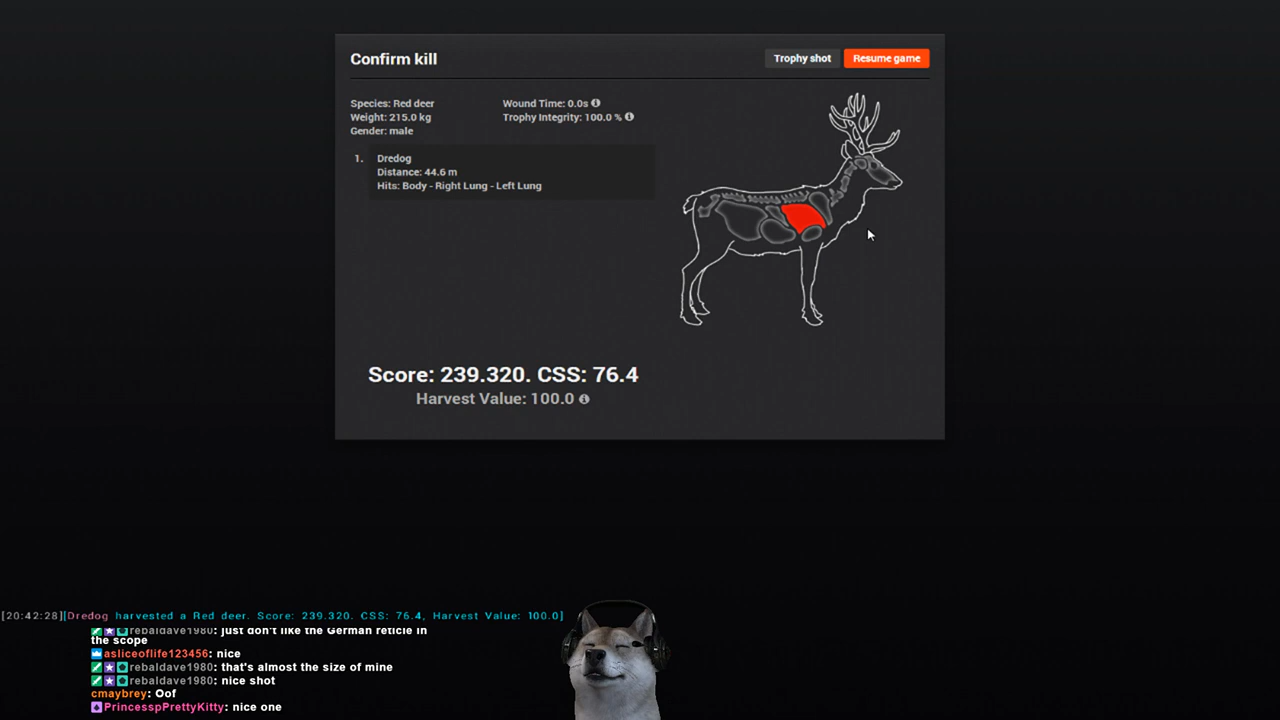 Confirm kill
Trophy shot
Resume game
Species: Red deer
Weight: 215.0 kg
Gender: male
Wound Time: 0.0s
Trophy Integrity: 100.0 %
1.
Dredog
Distance: 44.6 m
Hits: Body - Right Lung - Left Lung
Score: 239.320. CSS: 76.4
Harvest Value: 100.0
[20:42:28][Dredog harvested a Red deer. Score: 239.320. CSS: 76.4, Harvest Value: 100.0]
rebaldave1980: just don't like the German reticle in
the scope
asliceoflife123456: nice
rebaldave1980: that's almost the size of mine
rebaldave1980: nice shot
cmaybrey: Oof
PrincesspPrettyKitty: nice one